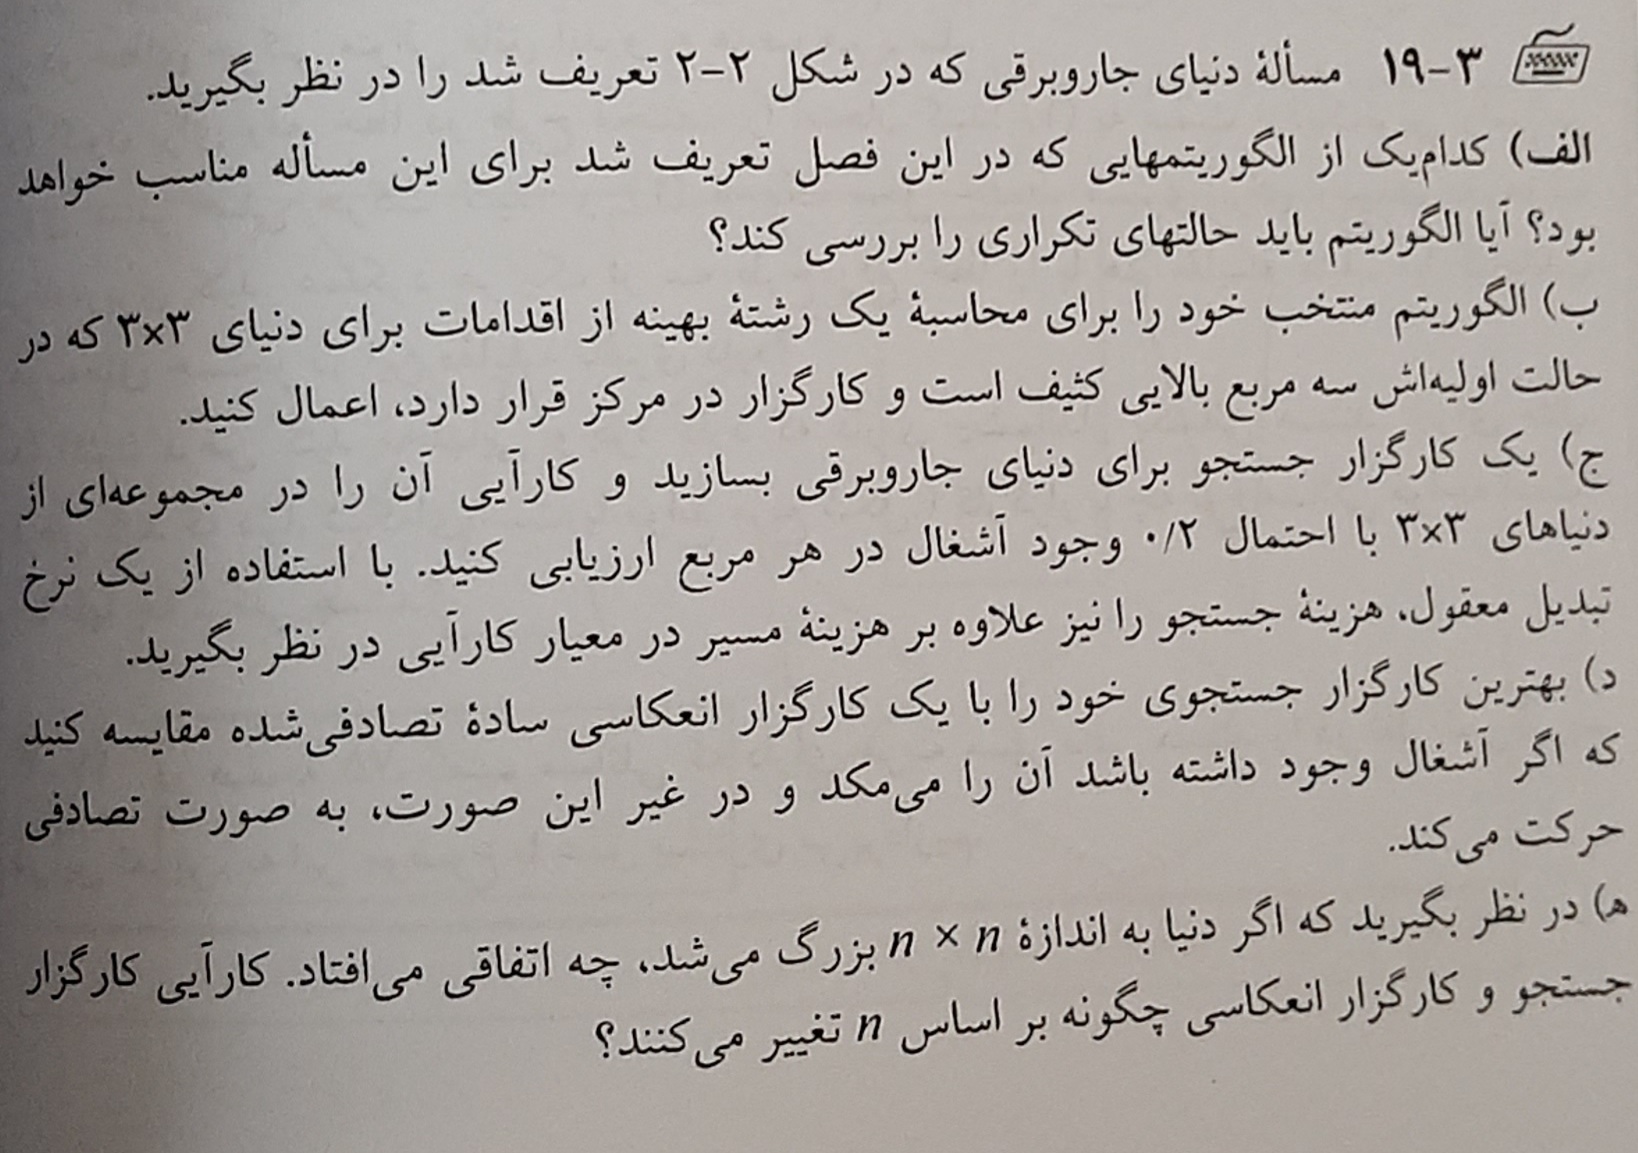 ۳-۱۹ مسألۀ دنیای جاروبرقی که در شکل ۲-۲ تعریف شد را در نظر بگیرید.
الف) کدام‌یک از الگوریتمهایی که در این فصل تعریف شد برای این مسأله مناسب خواهد
بود؟ آیا الگوریتم باید حالتهای تکراری را بررسی کند؟
ب) الگوریتم منتخب خود را برای محاسبۀ یک رشتۀ بهینه از اقدامات برای دنیای ۳×۳ که در
حالت اولیه‌اش سه مربع بالایی کثیف است و کارگزار در مرکز قرار دارد، اعمال کنید.
ج) یک کارگزار جستجو برای دنیای جاروبرقی بسازید و کارآیی آن را در مجموعه‌ای از
دنیاهای ۳×۳ با احتمال ۰/۲ وجود آشغال در هر مربع ارزیابی کنید. با استفاده از یک نرخ
تبدیل معقول، هزینۀ جستجو را نیز علاوه بر هزینۀ مسیر در معیار کارآیی در نظر بگیرید.
د) بهترین کارگزار جستجوی خود را با یک کارگزار انعکاسی سادۀ تصادفی‌شده مقایسه کنید
که اگر آشغال وجود داشته باشد آن را می‌مکد و در غیر این صورت، به صورت تصادفی
حرکت می‌کند.
ه) در نظر بگیرید که اگر دنیا به اندازۀ n × n بزرگ می‌شد، چه اتفاقی می‌افتاد. کارآیی کارگزار
جستجو و کارگزار انعکاسی چگونه بر اساس n تغییر می‌کنند؟